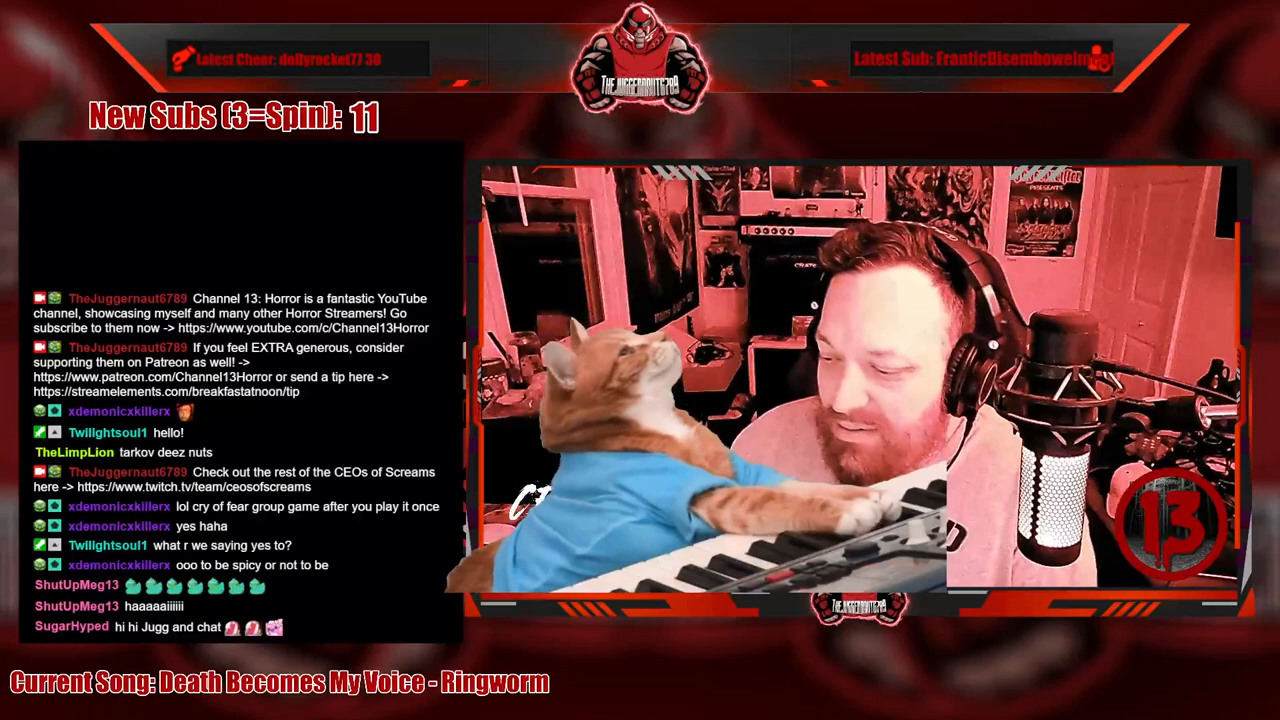 Latest Cheer: dollyrocket77 30
THEJUGGERNAUT6789
Latest Sub: FranticDisembowelment
New Subs (3=Spin): 11
TheJuggernaut6789 Channel 13: Horror is a fantastic YouTube
channel, showcasing myself and many other Horror Streamers! Go
subscribe to them now -> https://www.youtube.com/c/Channel13Horror
TheJuggernaut6789 If you feel EXTRA generous, consider
supporting them on Patreon as well! ->
https://www.patreon.com/Channel13Horror or send a tip here ->
https://streamelements.com/breakfastatnoon/tip
xdemonicxkillerx
Twilightsoul1 hello!
TheLimpLion tarkov deez nuts
TheJuggernaut6789 Check out the rest of the CEOs of Screams
here -> https://www.twitch.tv/team/ceosofscreams
xdemonicxkillerx lol cry of fear group game after you play it once
xdemonicxkillerx yes haha
Twilightsoul1 what r we saying yes to?
xdemonicxkillerx ooo to be spicy or not to be
ShutUpMeg13
ShutUpMeg13 haaaaaiiiiii
SugarHyped hi hi Jugg and chat
PRESENTS
CRATE
13
THEJUGGERNAUT6789
Current Song: Death Becomes My Voice - Ringworm